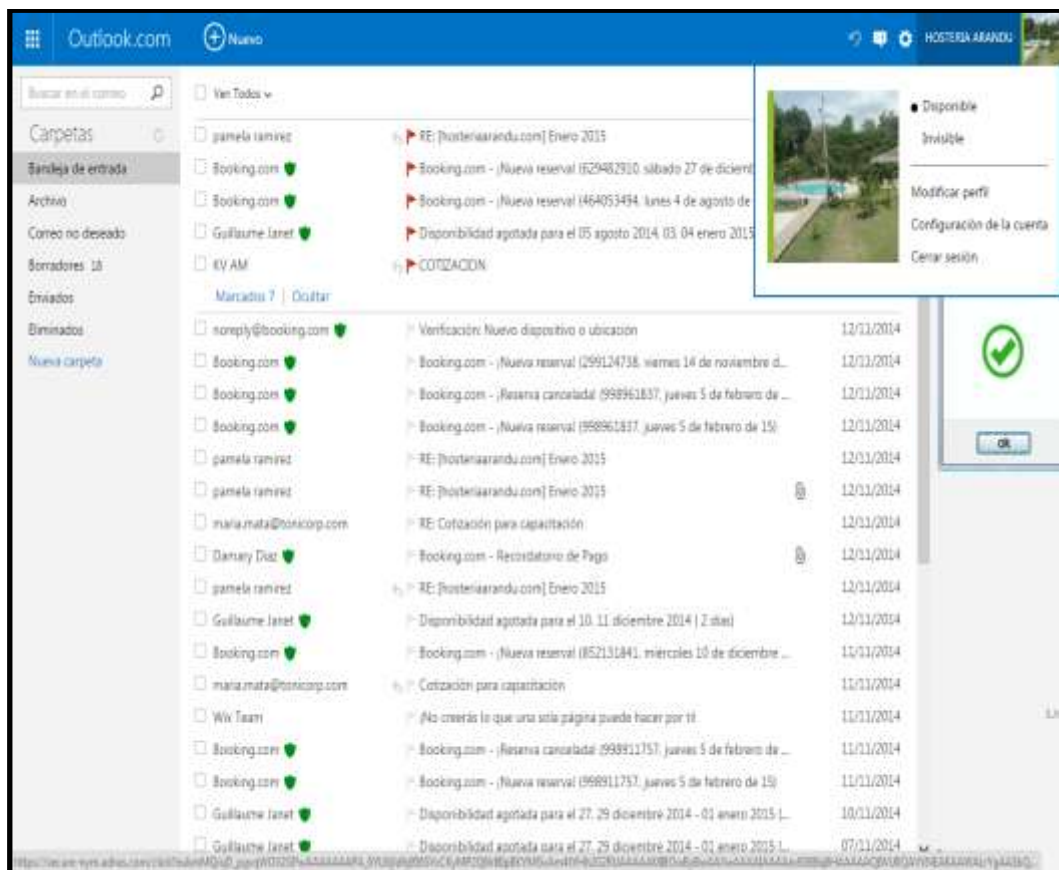 Outlook.com
Nuevo
HOSTERIA ARANDU
Buscar en el correo
Ver Todos
Disponible
Invisible
Modificar perfil
Configuración de la cuenta
Cerrar sesión
Carpetas
Bandeja de entrada
Archivo
Correo no deseado
Borradores 18
Enviados
Eliminados
Nueva carpeta
pamela ramirez RE: [hosteriaarandu.com] Enero 2015
Booking.com Booking.com - ¡Nueva reserva! (629482910, sábado 27 de diciemb
Booking.com Booking.com - ¡Nueva reserva! (464053494, lunes 4 de agosto de
Guillaume Janet Disponibilidad agotada para el 05 agosto 2014, 03, 04 enero 2015
KV AM COTIZACION
Marcados 7 | Ocultar
noreply@booking.com Verificación: Nuevo dispositivo o ubicación 12/11/2014
Booking.com Booking.com - ¡Nueva reserva! (299124738, viernes 14 de noviembre d... 12/11/2014
Booking.com Booking.com - ¡Reserva cancelada! (998961837, jueves 5 de febrero de ... 12/11/2014
Booking.com Booking.com - ¡Nueva reserva! (998961837, jueves 5 de febrero de 15) 12/11/2014
pamela ramirez RE: [hosteriaarandu.com] Enero 2015 12/11/2014
pamela ramirez RE: [hosteriaarandu.com] Enero 2015 12/11/2014
maria.mata@tonicorp.com RE: Cotización para capacitación 12/11/2014
Damary Diaz Booking.com - Recordatorio de Pago 12/11/2014
pamela ramirez RE: [hosteriaarandu.com] Enero 2015 12/11/2014
Guillaume Janet Disponibilidad agotada para el 10, 11 diciembre 2014 ( 2 dias) 12/11/2014
Booking.com Booking.com - ¡Nueva reserva! (852131841, miércoles 10 de diciembre ... 11/11/2014
maria.mata@tonicorp.com Cotización para capacitación 11/11/2014
Wix Team ¡No creerás lo que una sola página puede hacer por ti! 11/11/2014
Booking.com Booking.com - ¡Reserva cancelada! (998911757, jueves 5 de febrero de ... 11/11/2014
Booking.com Booking.com - ¡Nueva reserva! (998911757, jueves 5 de febrero de 15) 11/11/2014
Guillaume Janet Disponibilidad agotada para el 27, 29 diciembre 2014 - 01 enero 2015 (... 10/11/2014
Guillaume Janet Disponibilidad agotada para el 27, 29 diciembre 2014 - 01 enero 2015 (... 07/11/2014
ok